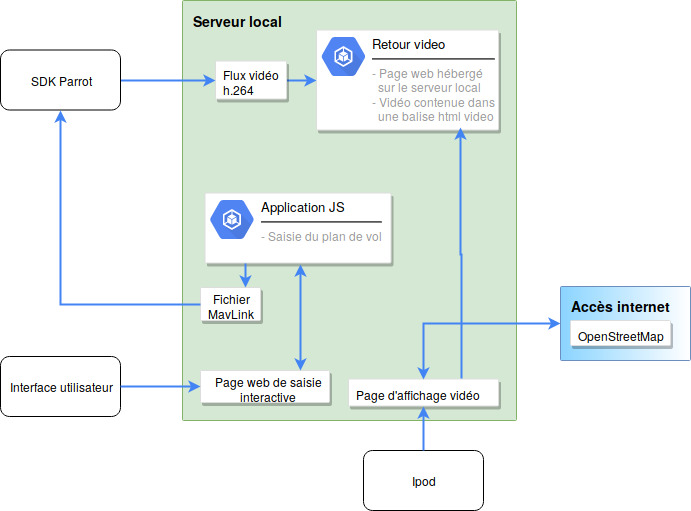 Serveur local
SDK Parrot
Flux vidéo
h.264
Retour video
- Page web hébergé
sur le serveur local
- Vidéo contenue dans
une balise html video
Application JS
- Saisie du plan de vol
Fichier
MavLink
Accès internet
OpenStreetMap
Interface utilisateur
Page web de saisie
interactive
Page d'affichage vidéo
Ipod